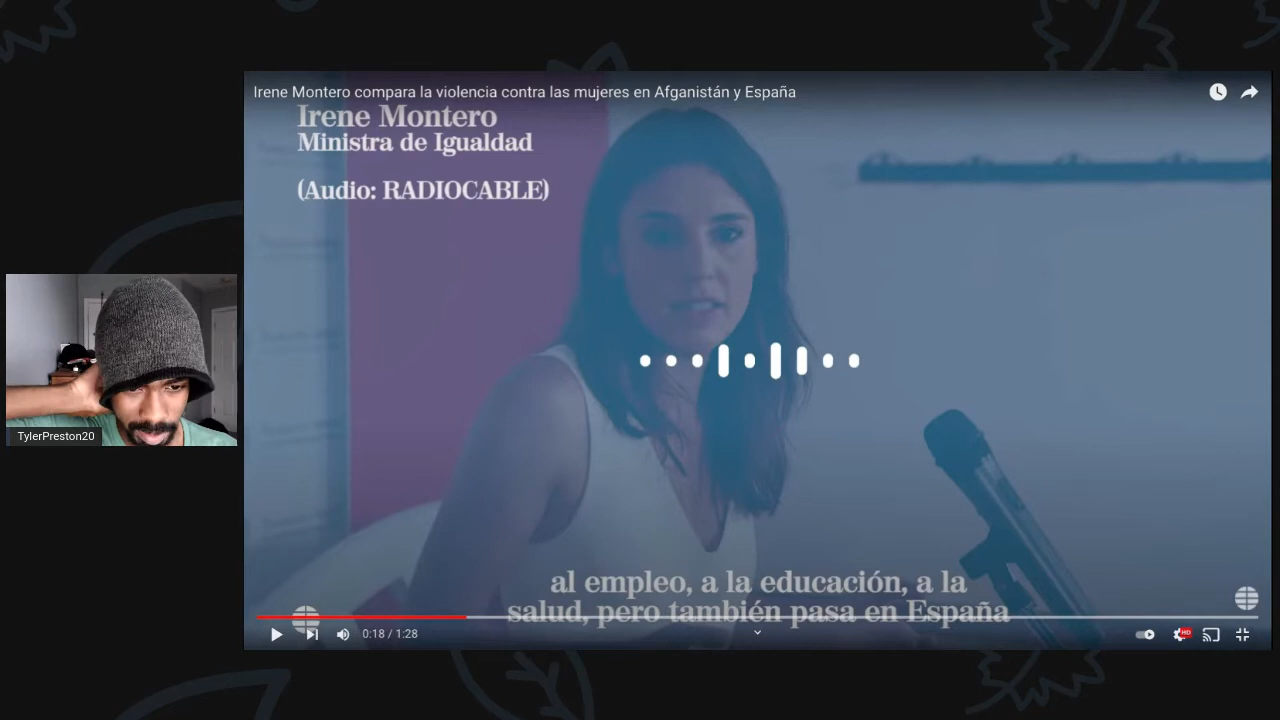 Irene Montero compara la violencia contra las mujeres en Afganistán y España
Irene Montero
Ministra de Igualdad
(Audio: RADIOCABLE)
TylerPreston20
al empleo, a la educación, a la
salud, pero también pasa en España
0:18 / 1:28
HD